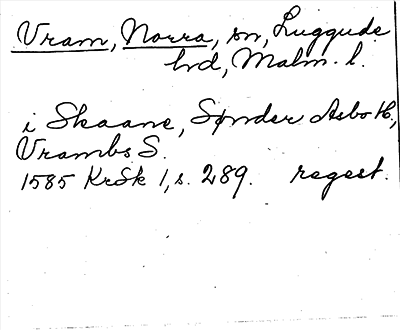 Vram, Norra, sn, Luggude
hrd, Malm. l.
i Skaane, Sønder Asbo H.,
Vrambs S.
1585 KrSk 1, s. 289. regest.